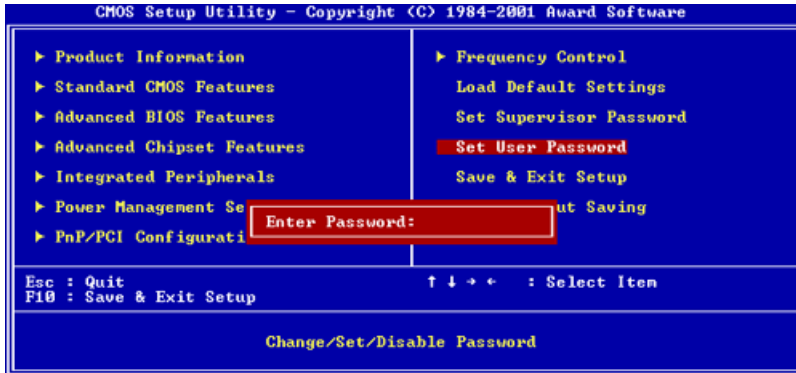 CMOS Setup Utility - Copyright (C) 1984-2001 Award Software
► Product Information
► Standard CMOS Features
► Advanced BIOS Features
► Advanced Chipset Features
► Integrated Peripherals
► Power Management Se
► PnP/PCI Configurati
► Frequency Control
Load Default Settings
Set Supervisor Password
Set User Password
Save & Exit Setup
ut Saving
Enter Password:
Esc : Quit
F10 : Save & Exit Setup
↑ ↓ → ← : Select Item
Change/Set/Disable Password